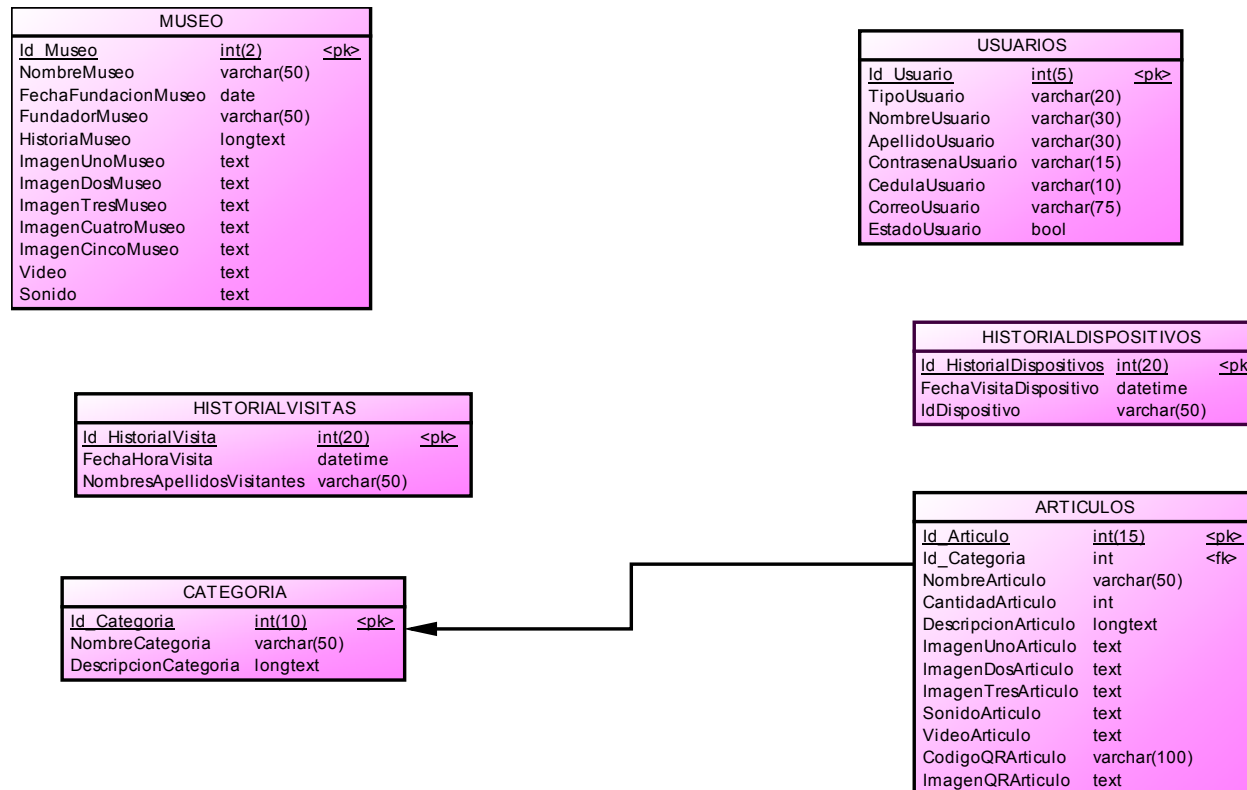 MUSEO
Id_Museo int(2) <pk>
NombreMuseo varchar(50)
FechaFundacionMuseo date
FundadorMuseo varchar(50)
HistoriaMuseo longtext
ImagenUnoMuseo text
ImagenDosMuseo text
ImagenTresMuseo text
ImagenCuatroMuseo text
ImagenCincoMuseo text
Video text
Sonido text
USUARIOS
Id_Usuario int(5) <pk>
TipoUsuario varchar(20)
NombreUsuario varchar(30)
ApellidoUsuario varchar(30)
ContrasenaUsuario varchar(15)
CedulaUsuario varchar(10)
CorreoUsuario varchar(75)
EstadoUsuario bool
HISTORIALDISPOSITIVOS
Id_HistorialDispositivos int(20) <pk
FechaVisitaDispositivo datetime
IdDispositivo varchar(50)
HISTORIALVISITAS
Id_HistorialVisita int(20) <pk>
FechaHoraVisita datetime
NombresApellidosVisitantes varchar(50)
CATEGORIA
Id_Categoria int(10) <pk>
NombreCategoria varchar(50)
DescripcionCategoria longtext
ARTICULOS
Id_Articulo int(15) <pk>
Id_Categoria int <fk>
NombreArticulo varchar(50)
CantidadArticulo int
DescripcionArticulo longtext
ImagenUnoArticulo text
ImagenDosArticulo text
ImagenTresArticulo text
SonidoArticulo text
VideoArticulo text
CodigoQRArticulo varchar(100)
ImagenQRArticulo text